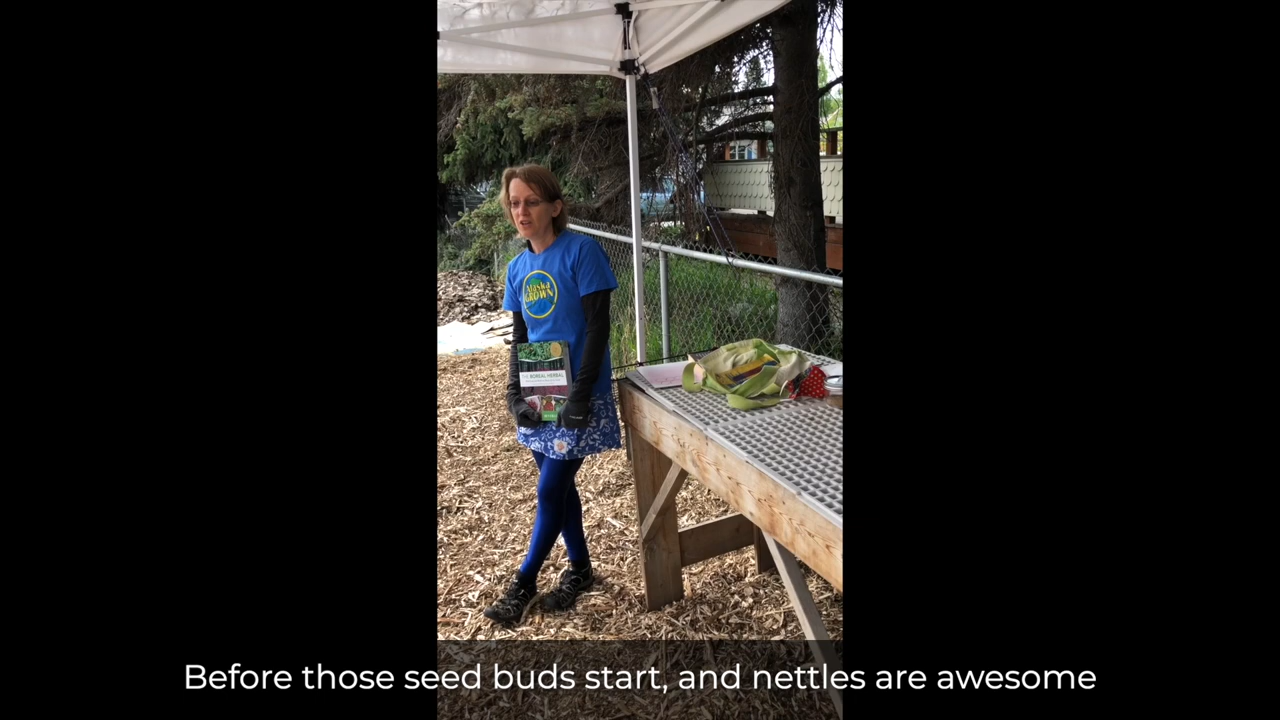 Alaska
GROWN
THE BOREAL HERBAL
Before those seed buds start, and nettles are awesome